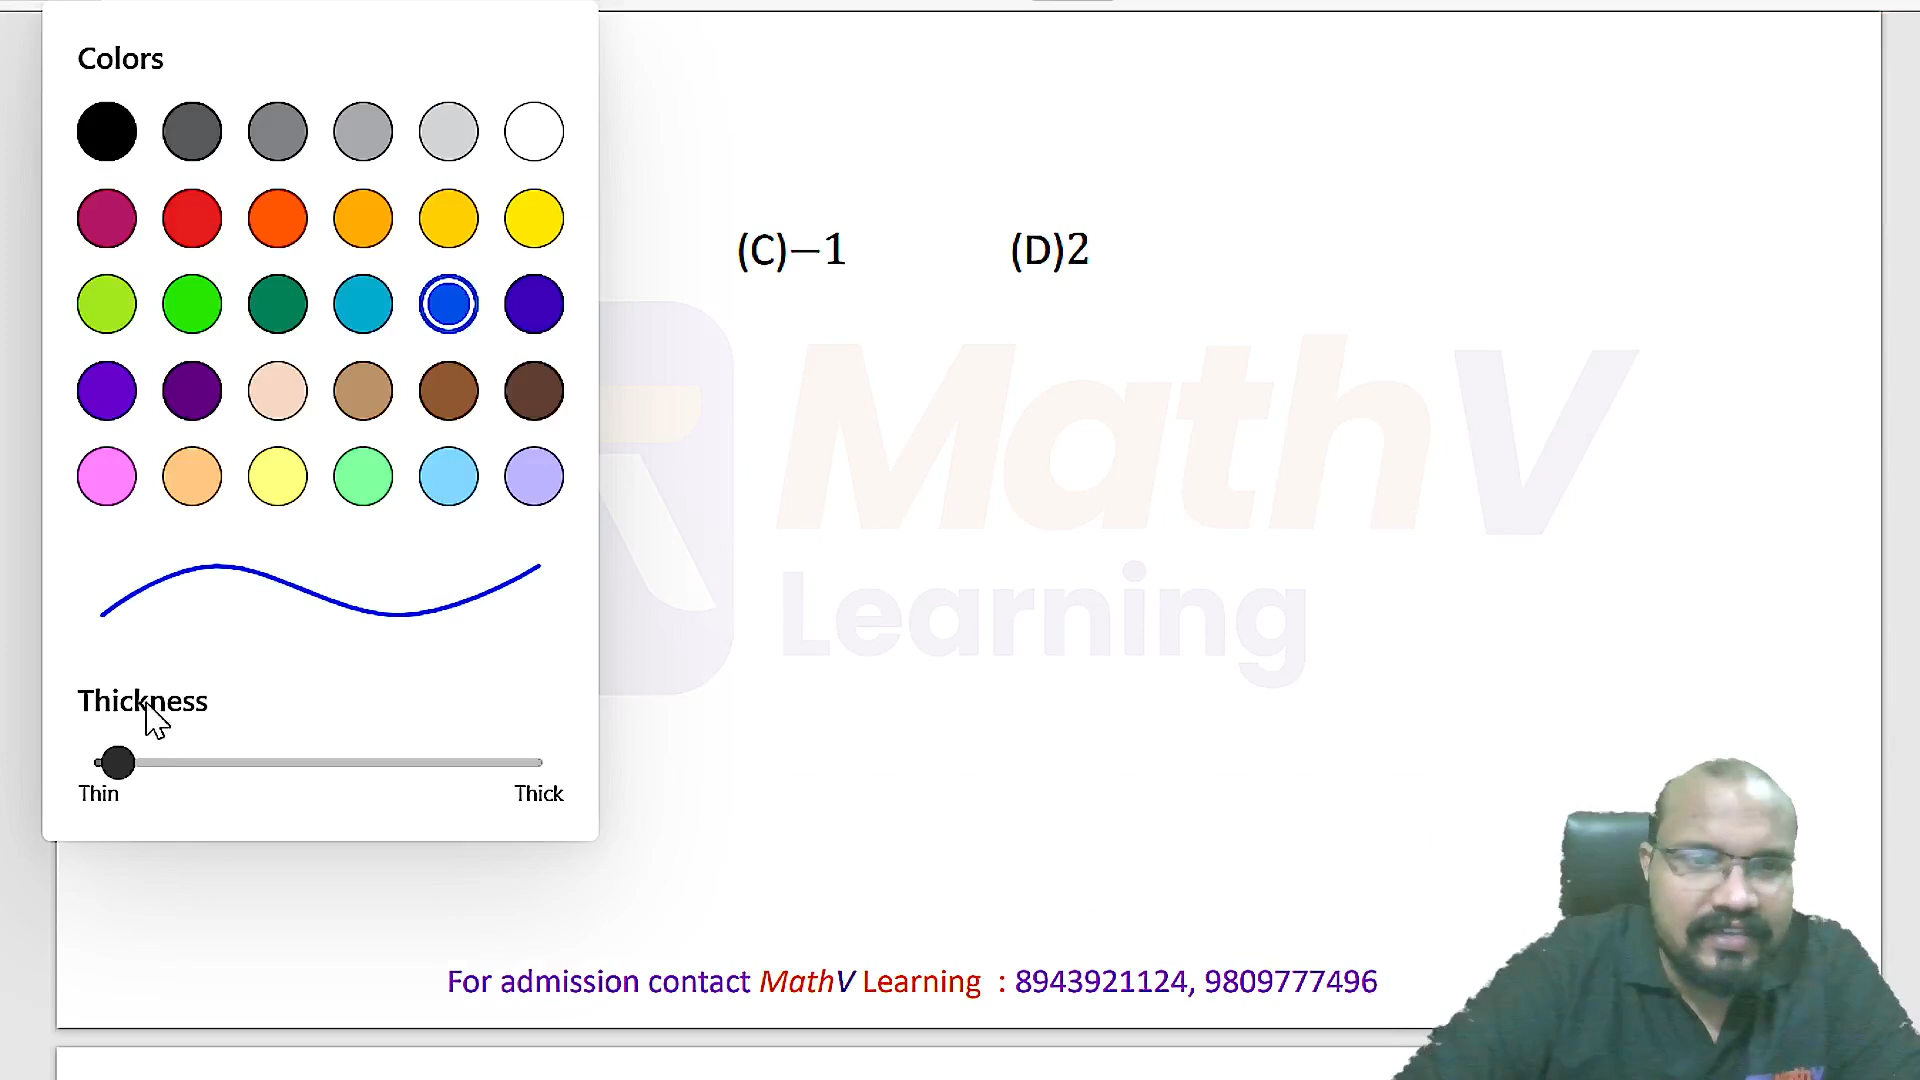 Colors
(C)−1 (D)2
MathV
Learning
Thickness
Thin Thick
For admission contact MathV Learning : 8943921124, 9809777496